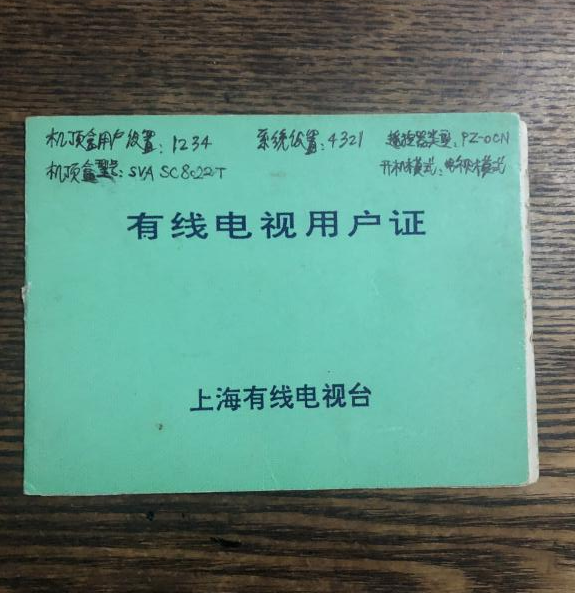 机顶盒用户设置：1234 系统设置：4321 遥控器类型：PZ-OCN
机顶盒型号：SVA SC8022T 开机模式：电视模式
有线电视用户证
上海有线电视台